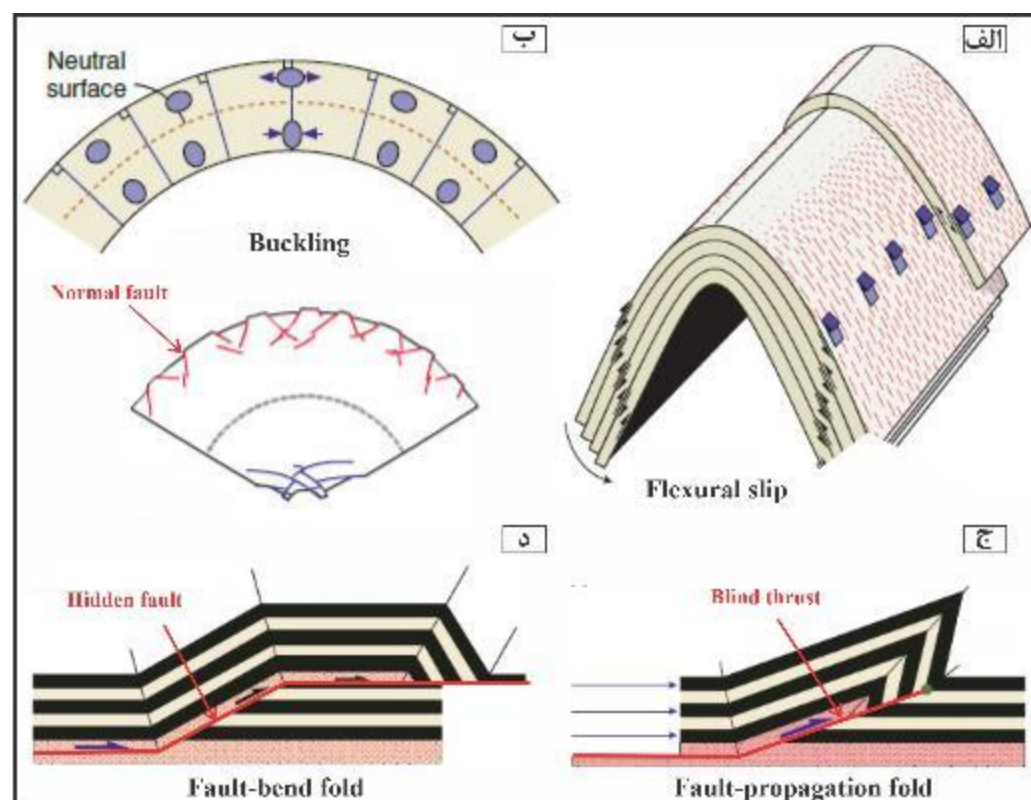 الف
ب
Neutral
surface
Buckling
Normal fault
Flexural slip
ج
د
Hidden fault
Blind thrust
Fault-bend fold
Fault-propagation fold